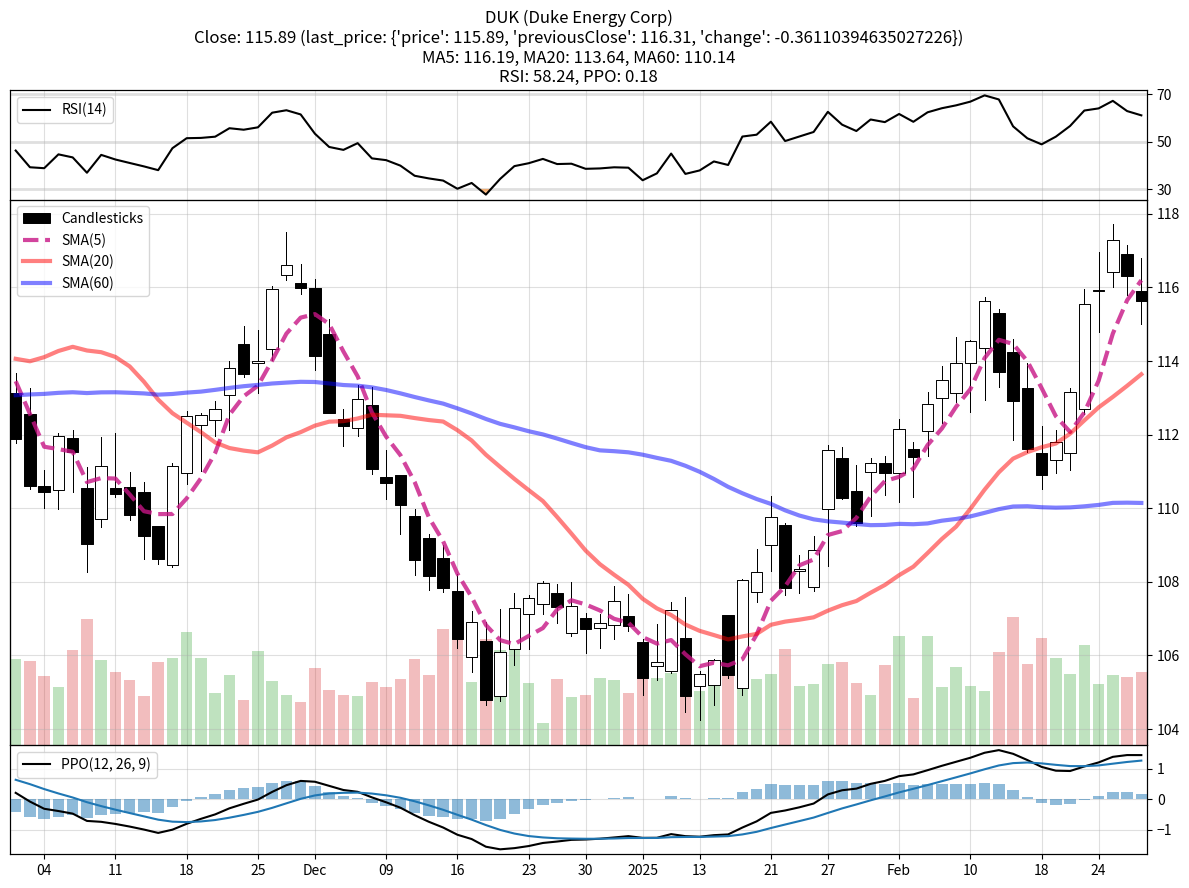 DUK (Duke Energy Corp)
Close: 115.89 (last_price: {'price': 115.89, 'previousClose': 116.31, 'change': -0.36110394635027226})
MA5: 116.19, MA20: 113.64, MA60: 110.14
RSI: 58.24, PPO: 0.18
RSI(14)
70
50
30
Candlesticks
SMA(5)
SMA(20)
SMA(60)
118
116
114
112
110
108
106
104
PPO(12, 26, 9)
1
0
−1
04 11 18 25 Dec 09 16 23 30 2025 13 21 27 Feb 10 18 24